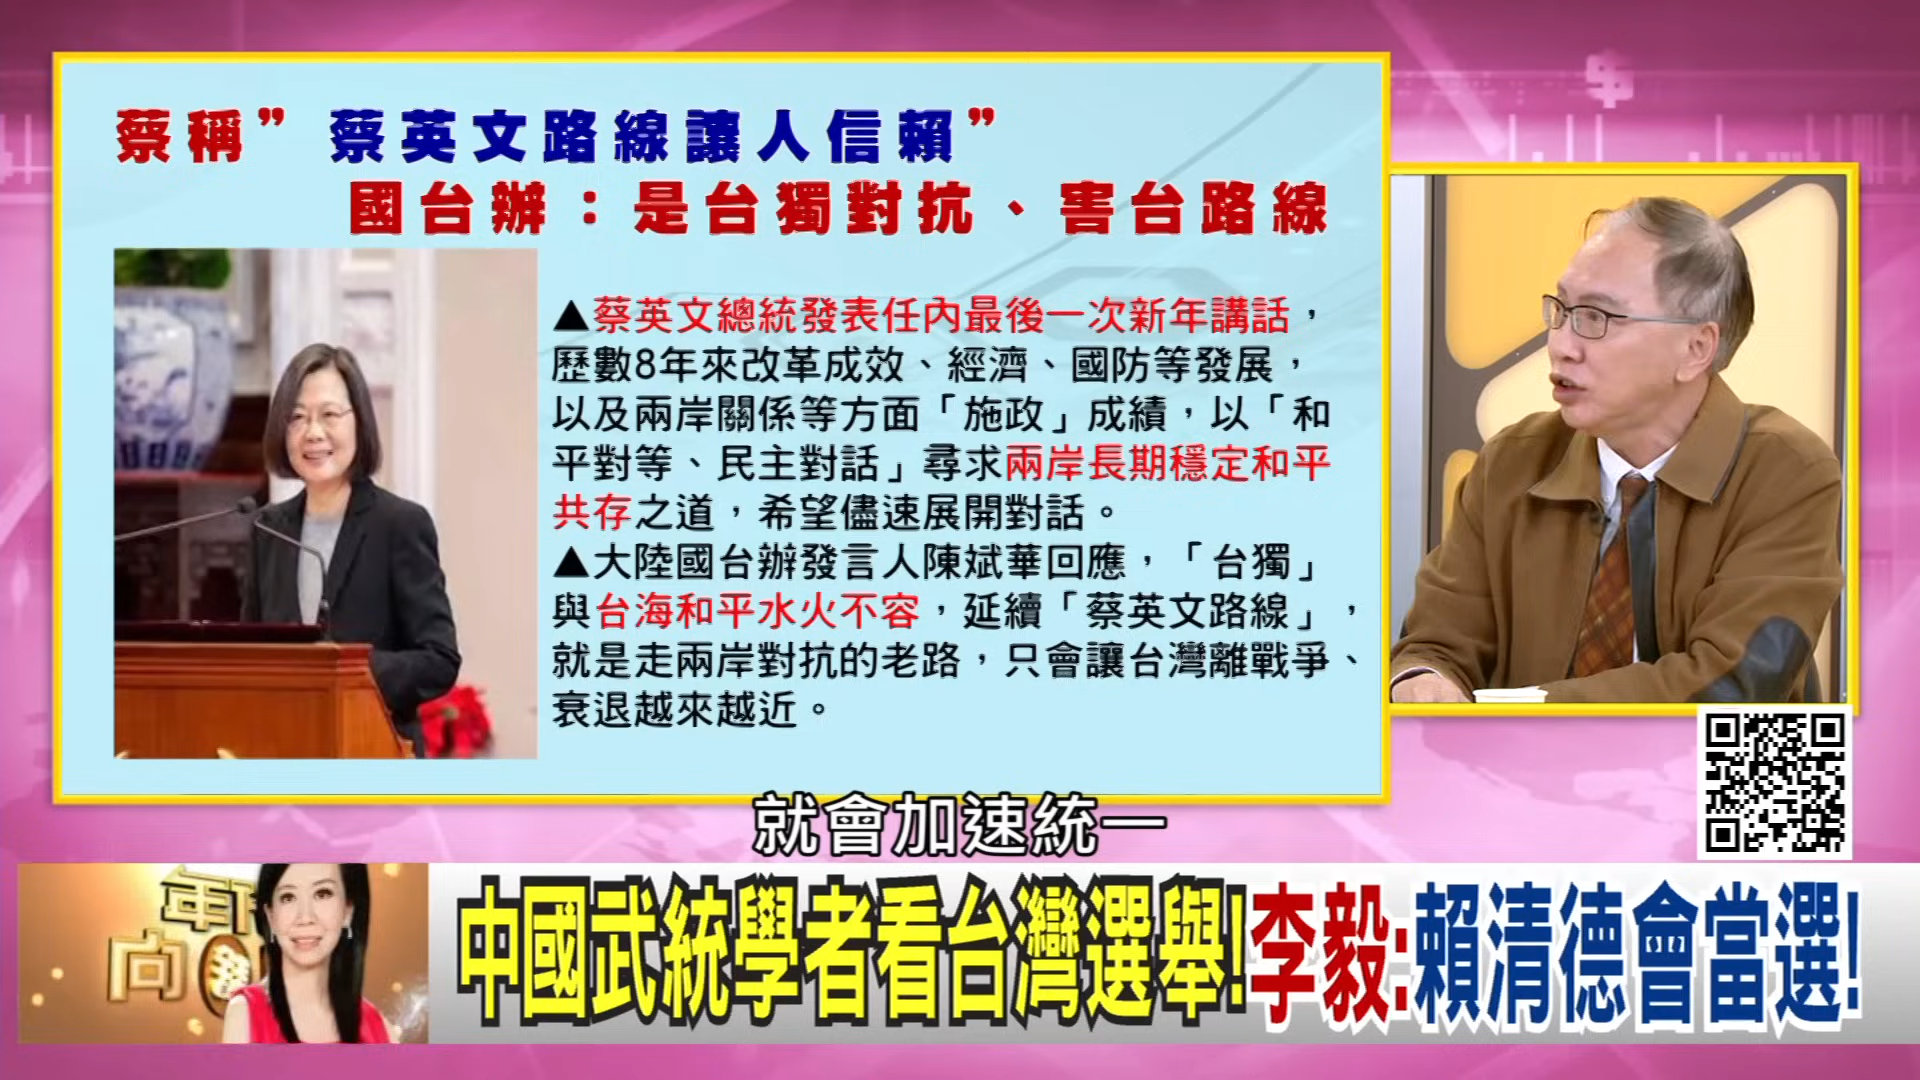 蔡稱”蔡英文路線讓人信賴”
國台辦：是台獨對抗、害台路線
▲蔡英文總統發表任內最後一次新年講話，
歷數8年來改革成效、經濟、國防等發展，
以及兩岸關係等方面「施政」成績，以「和
平對等、民主對話」尋求兩岸長期穩定和平
共存之道，希望儘速展開對話。
▲大陸國台辦發言人陳斌華回應，「台獨」
與台海和平水火不容，延續「蔡英文路線」，
就是走兩岸對抗的老路，只會讓台灣離戰爭、
衰退越來越近。
就會加速統一
向錢
中國武統學者看台灣選舉!李毅:賴清德會當選!